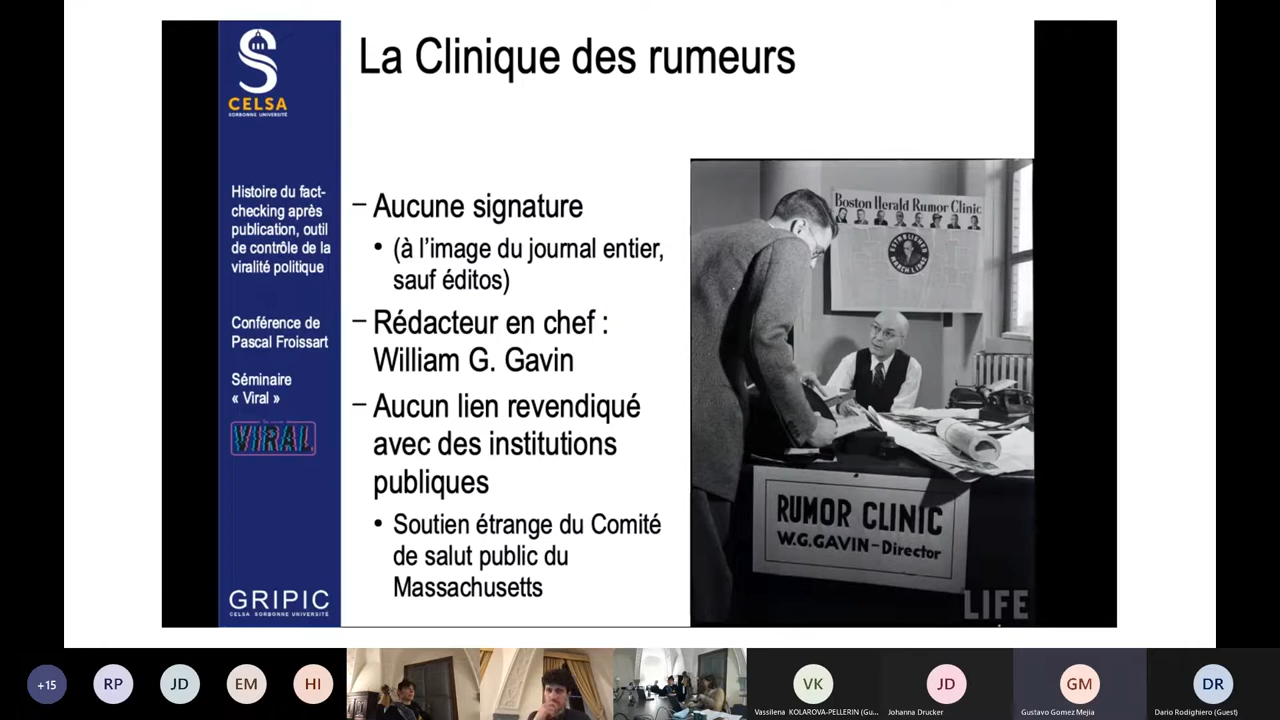 La Clinique des rumeurs
CELSA
SORBONNE UNIVERSITÉ
Histoire du fact-
checking après
publication, outil
de contrôle de la
viralité politique
Conférence de
Pascal Froissart
Séminaire
« Viral »
VIRAL
GRIPIC
CELSA SORBONNE UNIVERSITÉ
– Aucune signature
• (à l’image du journal entier,
sauf éditos)
– Rédacteur en chef :
William G. Gavin
– Aucun lien revendiqué
avec des institutions
publiques
• Soutien étrange du Comité
de salut public du
Massachusetts
Boston Herald Rumor Clinic
ESTABLISHED
RUMOR CLINIC
W.G.GAVIN–Director
LIFE
+15
RP
JD
EM
HI
VK
Vassilena KOLAROVA-PELLERIN (Gu...
JD
Johanna Drucker
GM
Gustavo Gomez Mejia
DR
Dario Rodighiero (Guest)